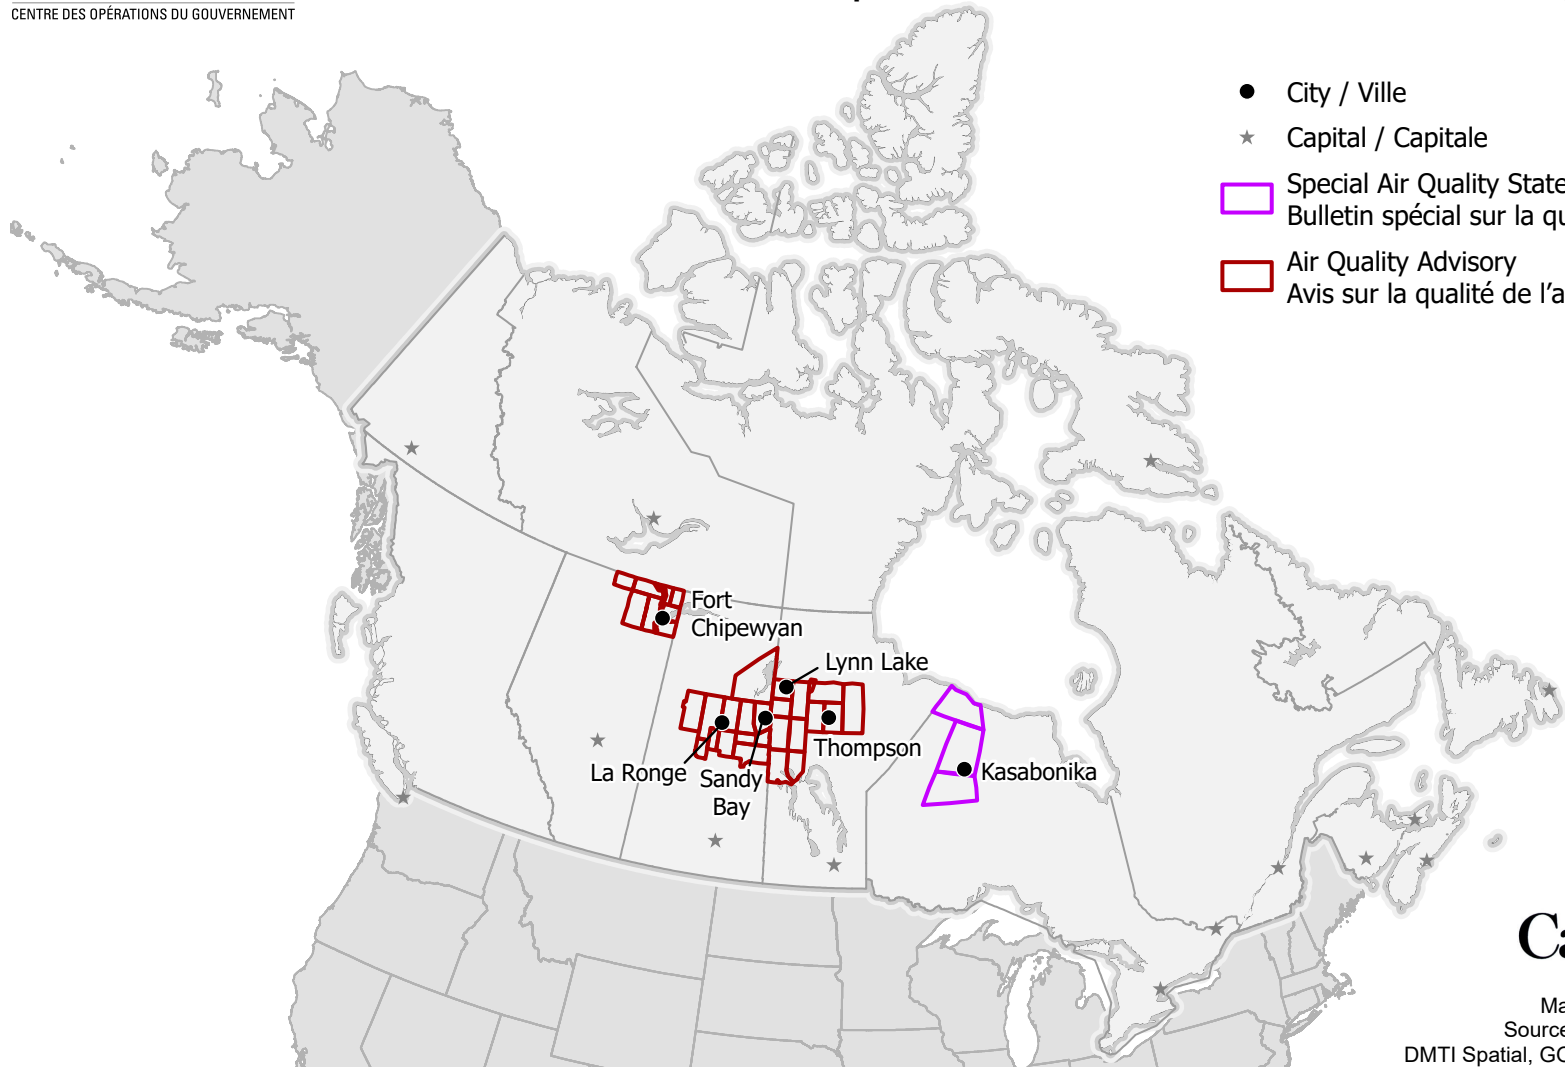 CENTRE DES OPÉRATIONS DU GOUVERNEMENT
City / Ville
Capital / Capitale
Special Air Quality State
Bulletin spécial sur la qu
Air Quality Advisory
Avis sur la qualité de l'a
Fort
Chipewyan
Lynn Lake
Thompson
La Ronge
Sandy
Bay
Kasabonika
Ca
Ma
Source
DMTI Spatial, GO